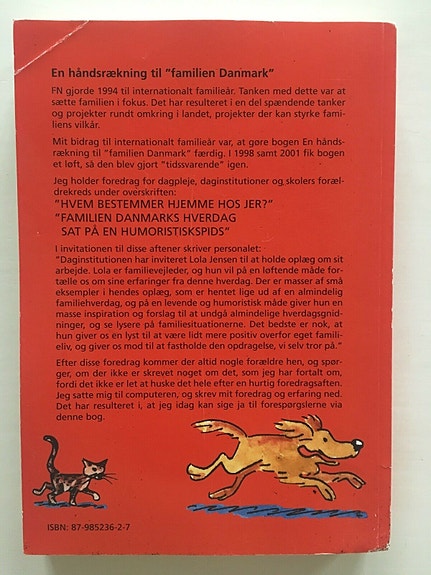 En håndsrækning til "familien Danmark"
FN gjorde 1994 til internationalt familieår. Tanken med dette var at
sætte familien i fokus. Det har resulteret i en del spændende tanker
og projekter rundt omkring i landet, projekter der kan styrke fami-
liens vilkår.
Mit bidrag til internationalt familieår var, at gøre bogen En hånds-
rækning til "familien Danmark" færdig. I 1998 samt 2001 fik bogen
et løft, så den blev gjort "tidssvarende" igen.
Jeg holder foredrag for dagpleje, daginstitutioner og skolers foræl-
drekreds under overskriften:
"HVEM BESTEMMER HJEMME HOS JER?"
"FAMILIEN DANMARKS HVERDAG
SAT PÅ EN HUMORISTISKSPIDS"
I invitationen til disse aftener skriver personalet:
"Daginstitutionen har inviteret Lola Jensen til at holde oplæg om sit
arbejde. Lola er familievejleder, og hun vil på en løftende måde for-
tælle os om sine erfaringer fra denne hverdag. Der er masser af små
eksempler i hendes oplæg, som er hentet lige ud af en almindelig
familiehverdag, og på en levende og humoristisk måde giver hun en
masse inspiration og forslag til at undgå almindelige hverdagsgnid-
ninger, og se lysere på familiesituationerne. Det bedste er nok, at
hun giver os en lyst til at være lidt mere positiv overfor eget fami-
lieliv, og giver os mod til at fastholde den opdragelse, vi selv tror på."
Efter disse foredrag kommer der altid nogle forældre hen, og spør-
ger, om der ikke er skrevet noget om det, som jeg har fortalt om,
fordi det ikke er let at huske det hele efter en hurtig foredragsaften.
Jeg satte mig til computeren, og skrev mit foredrag og erfaring ned.
Det har resulteret i, at jeg idag kan sige ja til forespørgslerne via
denne bog.
ISBN: 87-985236-2-7